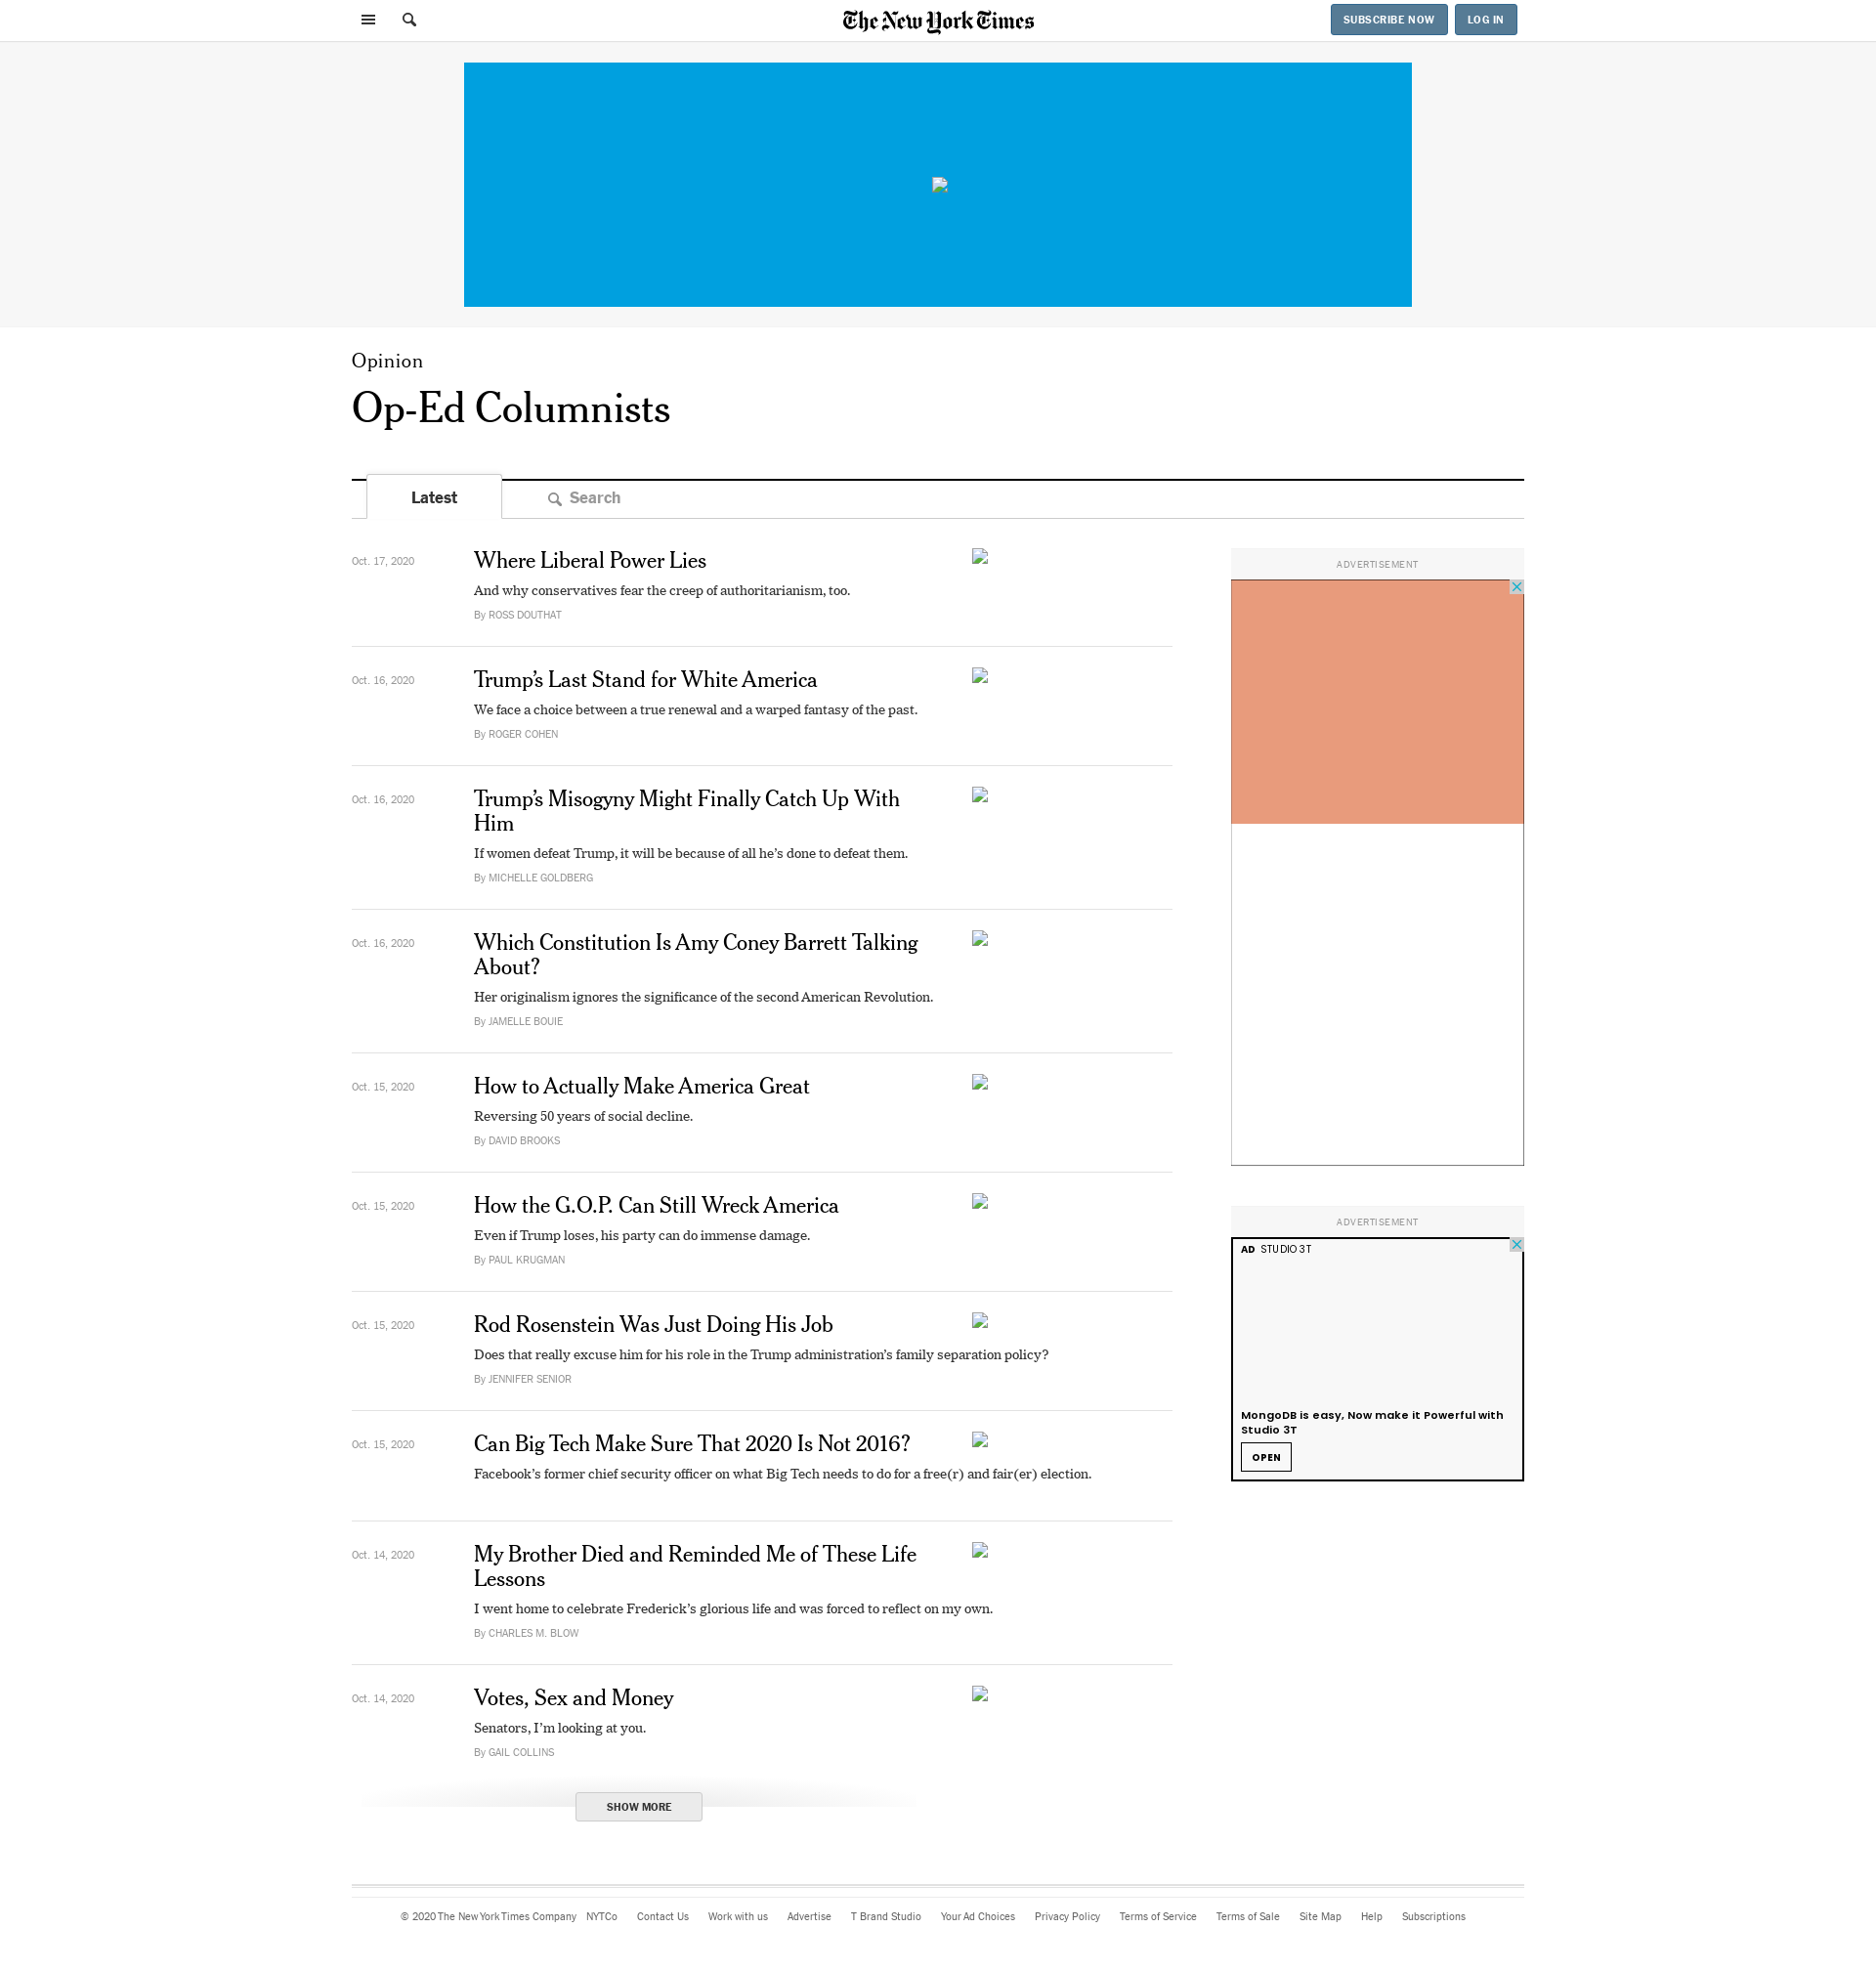 The New York Times
SUBSCRIBE NOW
LOG IN
Opinion
Op-Ed Columnists
Latest
Search
Oct. 17, 2020
Where Liberal Power Lies
And why conservatives fear the creep of authoritarianism, too.
By ROSS DOUTHAT
Oct. 16, 2020
Trump’s Last Stand for White America
We face a choice between a true renewal and a warped fantasy of the past.
By ROGER COHEN
Oct. 16, 2020
Trump’s Misogyny Might Finally Catch Up With
Him
If women defeat Trump, it will be because of all he’s done to defeat them.
By MICHELLE GOLDBERG
Oct. 16, 2020
Which Constitution Is Amy Coney Barrett Talking
About?
Her originalism ignores the significance of the second American Revolution.
By JAMELLE BOUIE
Oct. 15, 2020
How to Actually Make America Great
Reversing 50 years of social decline.
By DAVID BROOKS
Oct. 15, 2020
How the G.O.P. Can Still Wreck America
Even if Trump loses, his party can do immense damage.
By PAUL KRUGMAN
Oct. 15, 2020
Rod Rosenstein Was Just Doing His Job
Does that really excuse him for his role in the Trump administration’s family separation policy?
By JENNIFER SENIOR
Oct. 15, 2020
Can Big Tech Make Sure That 2020 Is Not 2016?
Facebook’s former chief security officer on what Big Tech needs to do for a free(r) and fair(er) election.
Oct. 14, 2020
My Brother Died and Reminded Me of These Life
Lessons
I went home to celebrate Frederick’s glorious life and was forced to reflect on my own.
By CHARLES M. BLOW
Oct. 14, 2020
Votes, Sex and Money
Senators, I’m looking at you.
By GAIL COLLINS
SHOW MORE
ADVERTISEMENT
ADVERTISEMENT
AD STUDIO 3T
MongoDB is easy, Now make it Powerful with
Studio 3T
OPEN
© 2020 The New York Times Company NYTCo Contact Us Work with us Advertise T Brand Studio Your Ad Choices Privacy Policy Terms of Service Terms of Sale Site Map Help Subscriptions